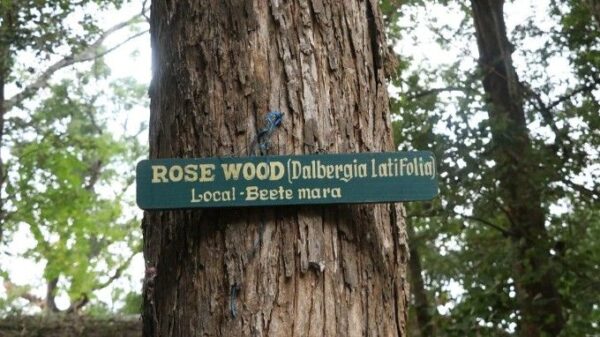 ROSE WOOD (Dalbergia Latifolia)
Local - Beete mara